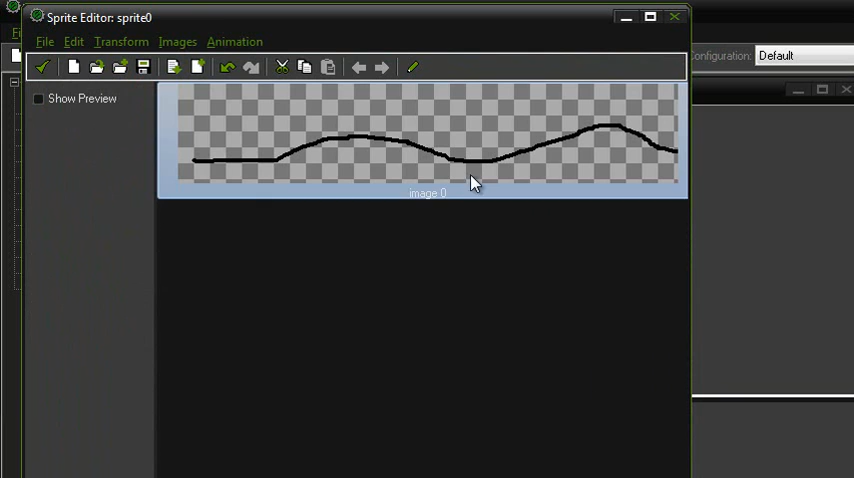 Sprite Editor: sprite0
File Edit Transform Images Animation
Configuration: Default
Show Preview
image 0